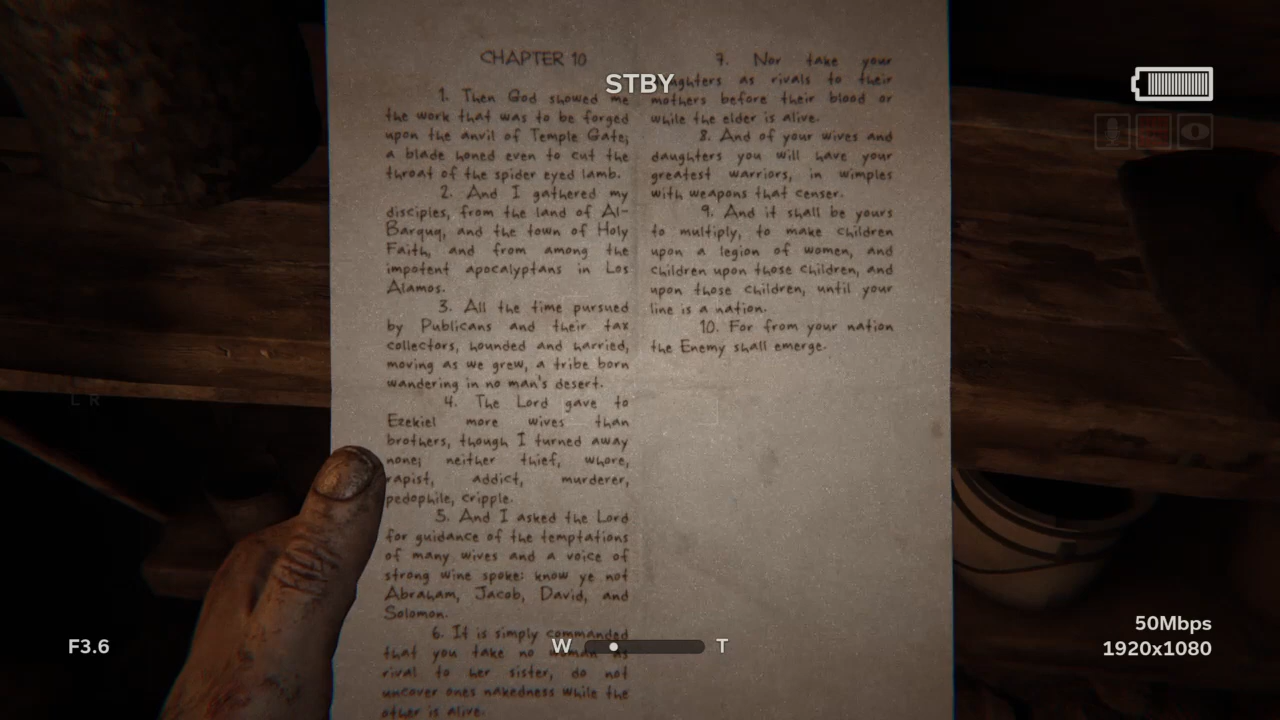 CHAPTER 10
1. Then God showed me
the work that was to be forged
upon the anvil of Temple Gate;
a blade honed even to cut the
throat of the spider eyed lamb.
2. And I gathered my
disciples, from the land of Al-
Barquq, and the town of Holy
Faith, and from among the
impotent apocalyptans in Los
Alamos.
3. All the time pursued
by Publicans and their tax
collectors, hounded and harried,
moving as we grew, a tribe born
wandering in no man's desert.
4. The Lord gave to
Ezekiel more wives than
brothers, though I turned away
none; neither thief, whore,
rapist, addict, murderer,
pedophile, cripple.
5. And I asked the Lord
for guidance of the temptations
of many wives and a voice of
strong wine spoke: know ye not
Abraham, Jacob, David, and
Solomon.
6. It is simply commanded
that you take no woman as
rival to her sister, do not
uncover ones nakedness while the
other is alive.
7. Nor take your
daughters as rivals to their
mothers before their blood or
while the elder is alive.
8. And of your wives and
daughters you will have your
greatest warriors, in wimples
with weapons that censer.
9. And it shall be yours
to multiply, to make children
upon a legion of women, and
children upon those children, and
upon those children, until your
line is a nation.
10. For from your nation
the Enemy shall emerge.
STBY
L R
F3.6
W T
50Mbps
1920x1080